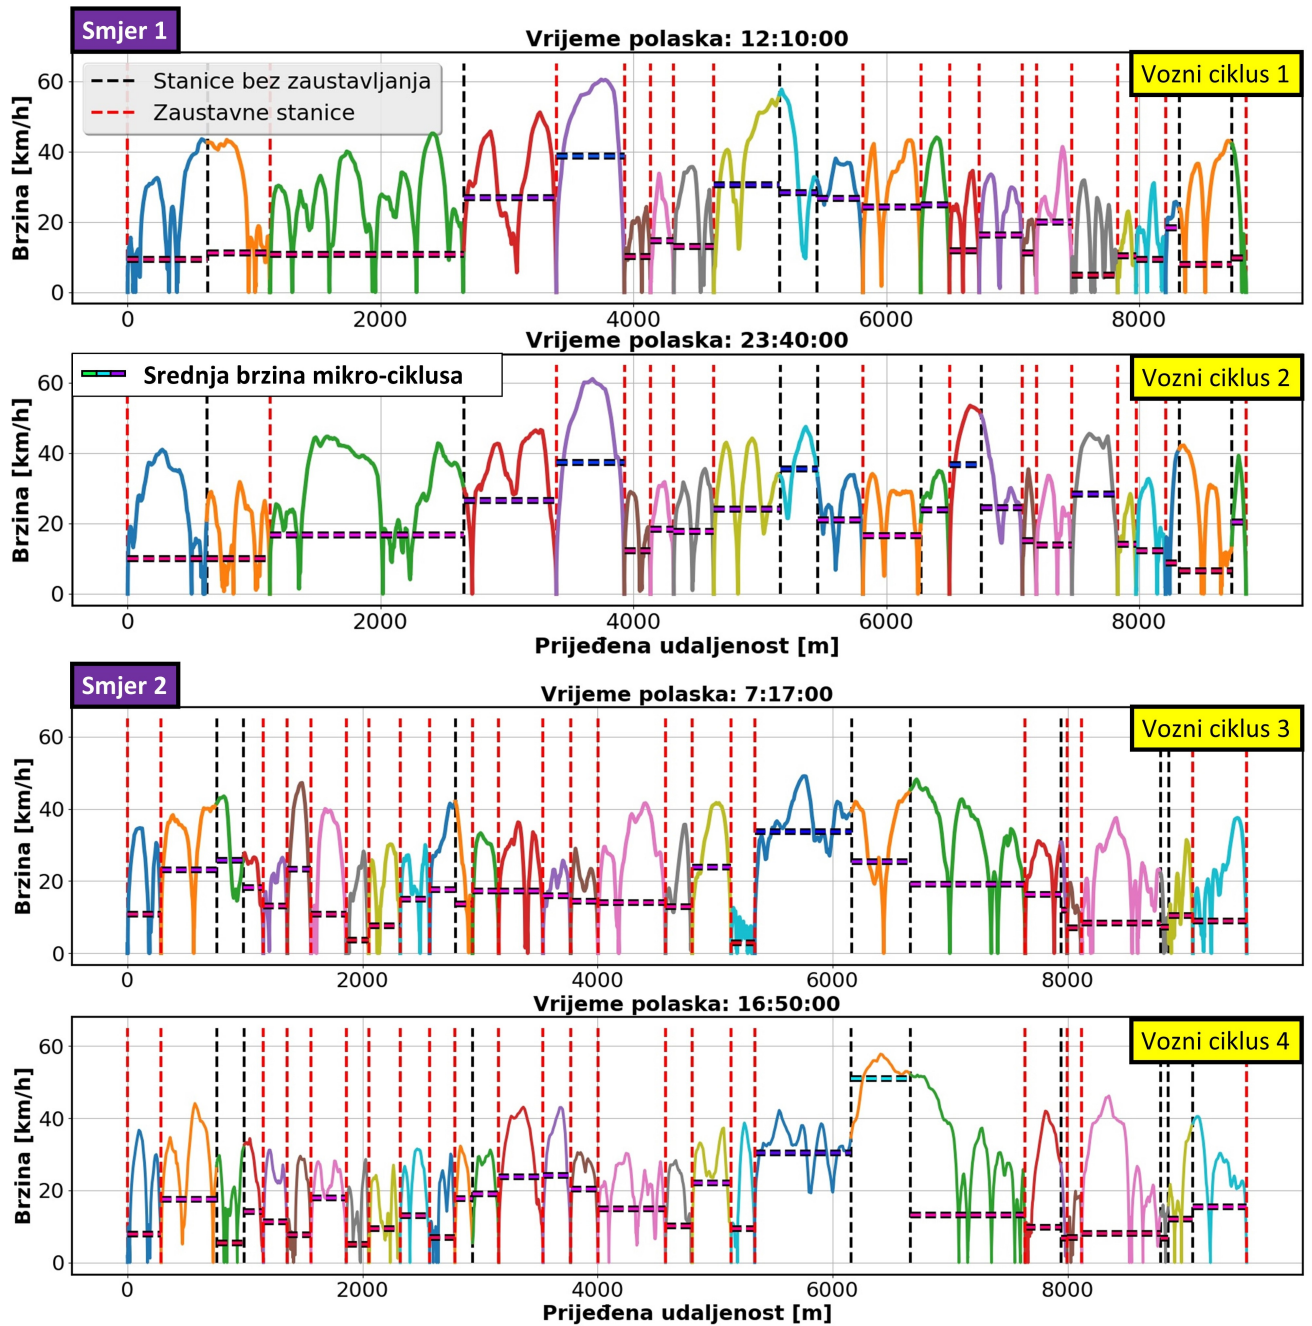 Smjer 1
Vrijeme polaska: 12:10:00
Vozni ciklus 1
Stanice bez zaustavljanja
Zaustavne stanice
Brzina [km/h]
60
40
20
0
0 2000 4000 6000 8000
Vrijeme polaska: 23:40:00
Vozni ciklus 2
Srednja brzina mikro-ciklusa
Brzina [km/h]
60
40
20
0
0 2000 4000 6000 8000
Prijeđena udaljenost [m]
Smjer 2
Vrijeme polaska: 7:17:00
Vozni ciklus 3
Brzina [km/h]
60
40
20
0
0 2000 4000 6000 8000
Vrijeme polaska: 16:50:00
Vozni ciklus 4
Brzina [km/h]
60
40
20
0
0 2000 4000 6000 8000
Prijeđena udaljenost [m]